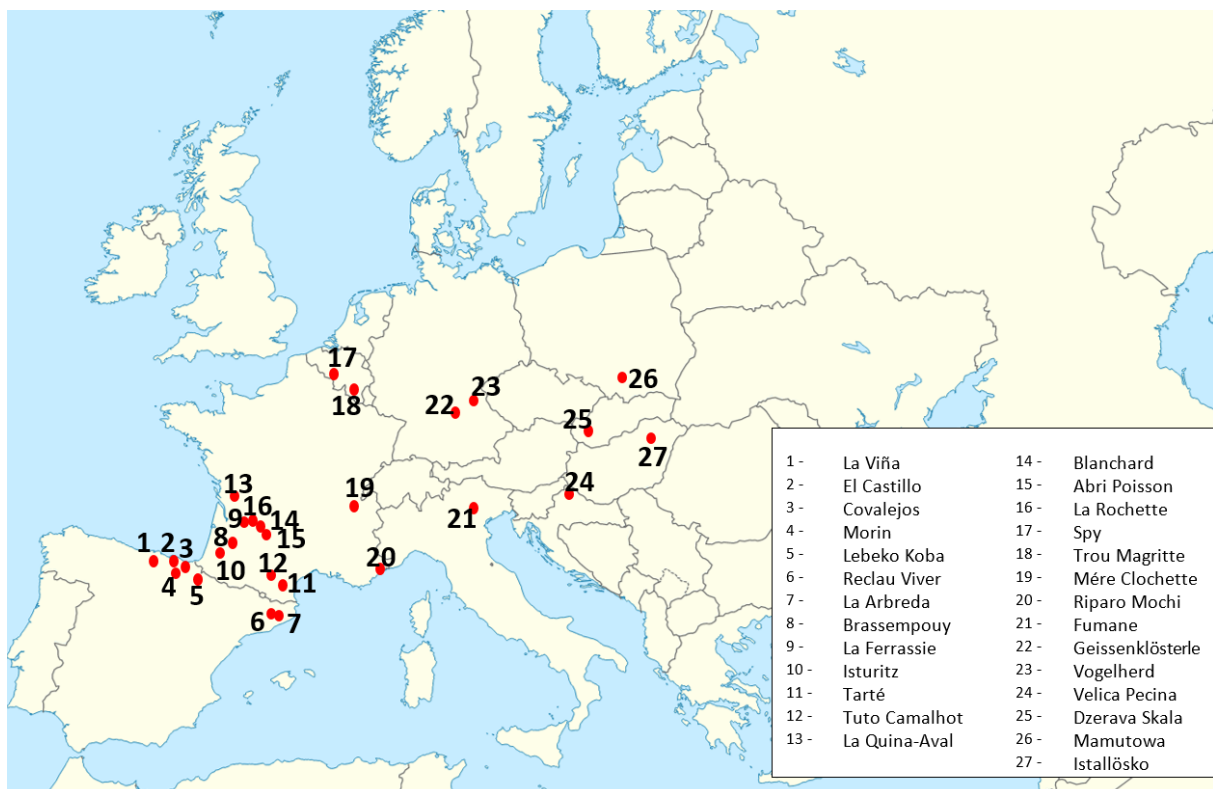 17
18
23
22
26
25
27
24
13
16
9
14
15
8
10
19
21
20
1
2
3
4
5
12
11
6
7
1 - La Viña
2 - El Castillo
3 - Covalejos
4 - Morin
5 - Lebeko Koba
6 - Reclau Viver
7 - La Arbreda
8 - Brassempouy
9 - La Ferrassie
10 - Isturitz
11 - Tarté
12 - Tuto Camalhot
13 - La Quina-Aval
14 - Blanchard
15 - Abri Poisson
16 - La Rochette
17 - Spy
18 - Trou Magritte
19 - Mére Clochette
20 - Riparo Mochi
21 - Fumane
22 - Geissenklösterle
23 - Vogelherd
24 - Velica Pecina
25 - Dzerava Skala
26 - Mamutowa
27 - Istallösko